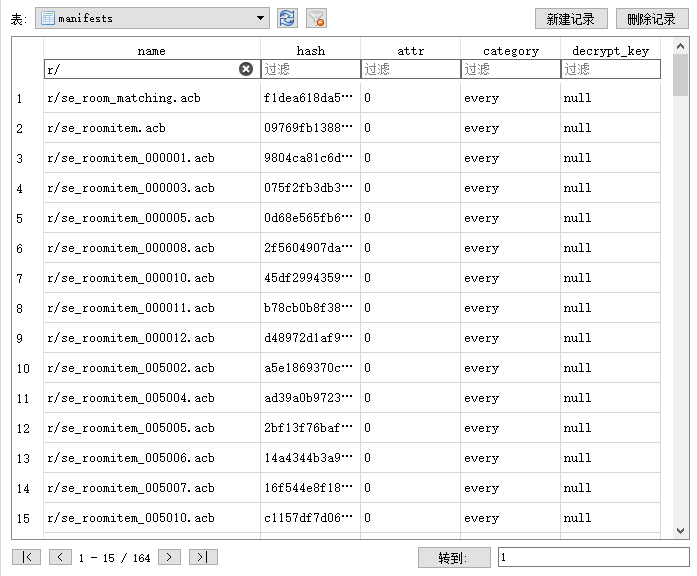 表: manifests 新建记录 删除记录
name hash attr category decrypt_key
r/ 过滤 过滤 过滤 过滤
1 r/se_room_matching.acb f1dea618da5… 0 every null
2 r/se_roomitem.acb 09769fb1388… 0 every null
3 r/se_roomitem_000001.acb 9804ca81c6d… 0 every null
4 r/se_roomitem_000003.acb 075f2fb3db3… 0 every null
5 r/se_roomitem_000005.acb 0d68e565fb6… 0 every null
6 r/se_roomitem_000008.acb 2f5604907da… 0 every null
7 r/se_roomitem_000010.acb 45df2994359… 0 every null
8 r/se_roomitem_000011.acb b78cb0b8f38… 0 every null
9 r/se_roomitem_000012.acb d48972d1af9… 0 every null
10 r/se_roomitem_005002.acb a5e1869370c… 0 every null
11 r/se_roomitem_005004.acb ad39a0b9723… 0 every null
12 r/se_roomitem_005005.acb 2bf13f76baf… 0 every null
13 r/se_roomitem_005006.acb 14a4344b3a9… 0 every null
14 r/se_roomitem_005007.acb 16f544e8f18… 0 every null
15 r/se_roomitem_005010.acb c1157df7d06… 0 every null
|< < 1 - 15 / 164 > >| 转到: 1